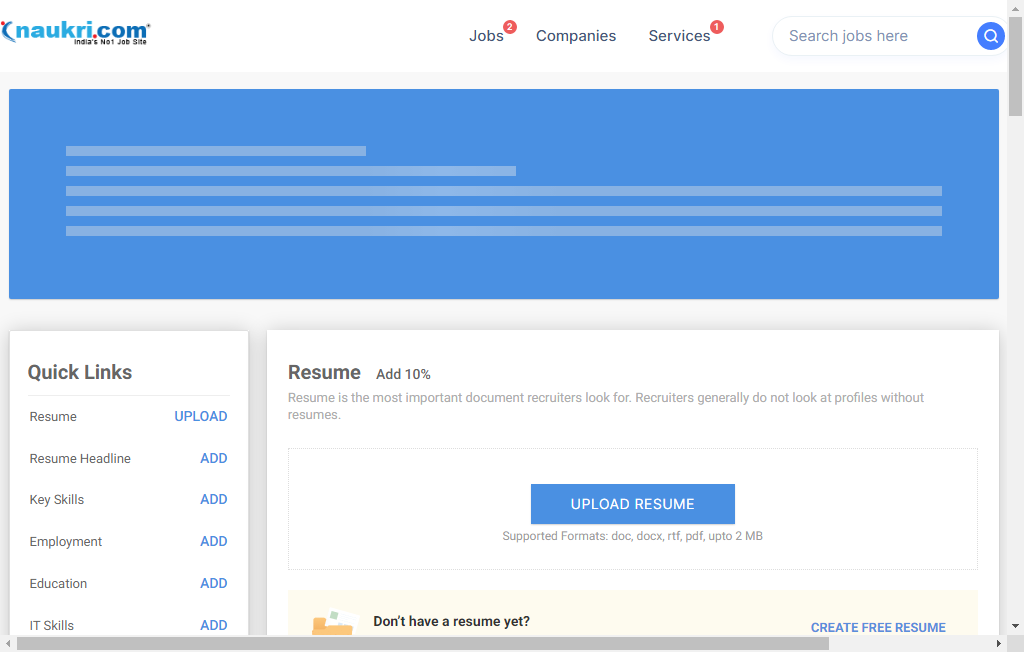 naukri.com
India's No1 Job Site
Jobs 2
Companies
Services 1
Search jobs here
Quick Links
Resume UPLOAD
Resume Headline ADD
Key Skills ADD
Employment ADD
Education ADD
IT Skills ADD
Resume Add 10%
Resume is the most important document recruiters look for. Recruiters generally do not look at profiles without
resumes.
UPLOAD RESUME
Supported Formats: doc, docx, rtf, pdf, upto 2 MB
Don't have a resume yet?
CREATE FREE RESUME